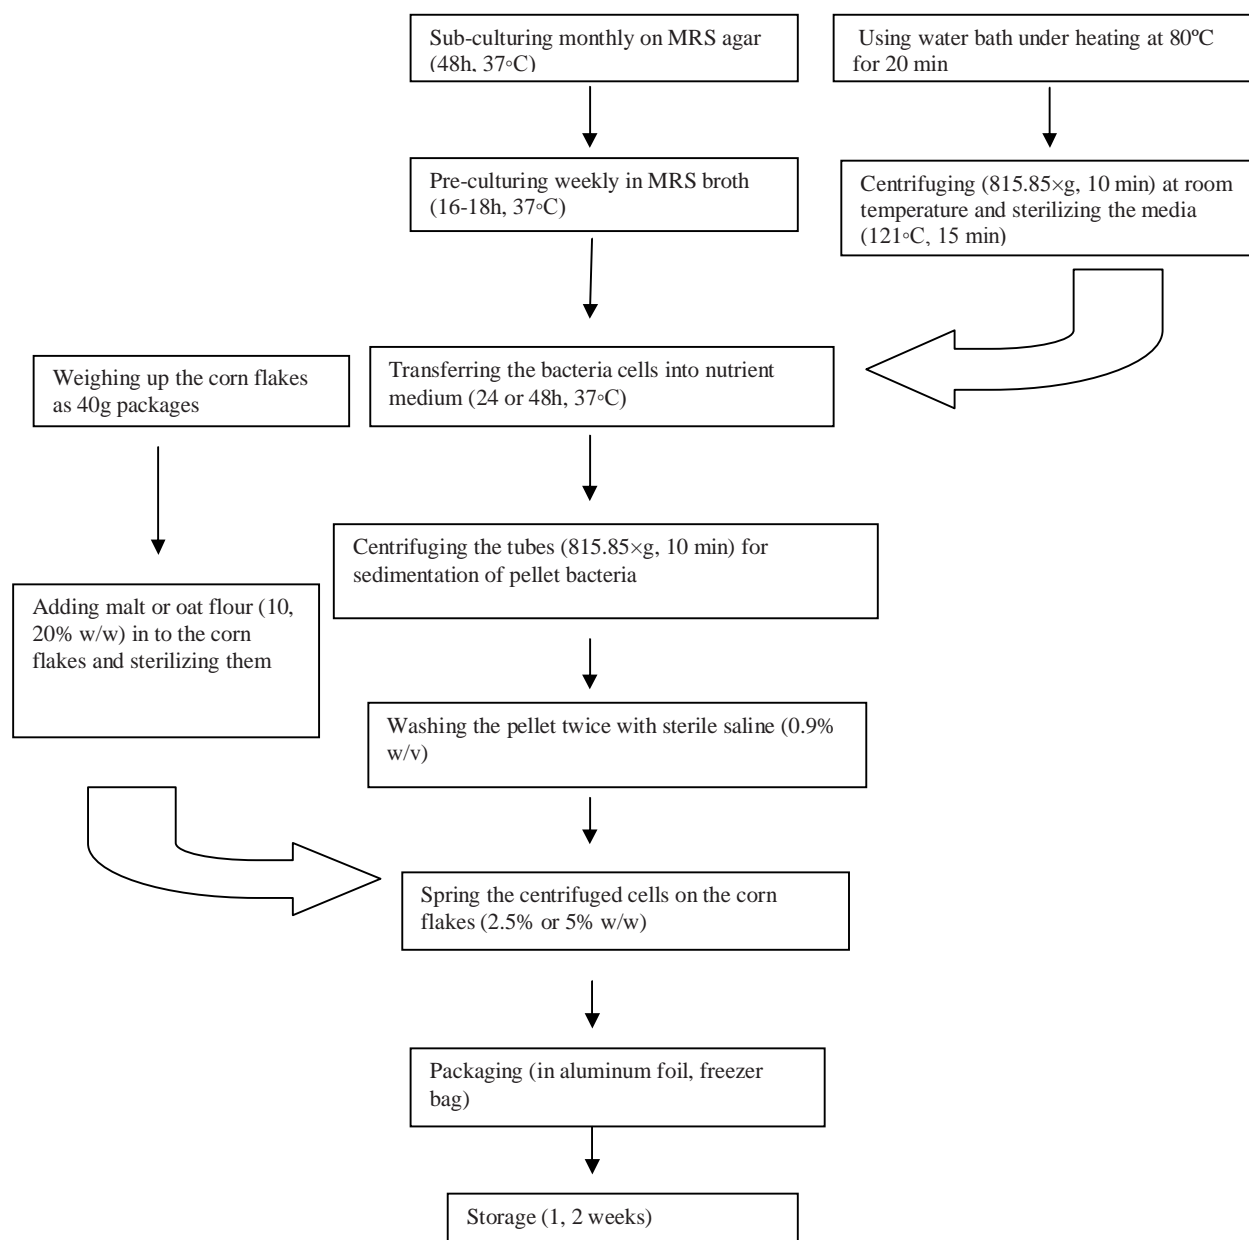 Sub-culturing monthly on MRS agar
(48h, 37◦C)
Using water bath under heating at 80ºC
for 20 min
Pre-culturing weekly in MRS broth
(16-18h, 37◦C)
Centrifuging (815.85×g, 10 min) at room
temperature and sterilizing the media
(121◦C, 15 min)
Weighing up the corn flakes
as 40g packages
Transferring the bacteria cells into nutrient
medium (24 or 48h, 37◦C)
Centrifuging the tubes (815.85×g, 10 min) for
sedimentation of pellet bacteria
Adding malt or oat flour (10,
20% w/w) in to the corn
flakes and sterilizing them
Washing the pellet twice with sterile saline (0.9%
w/v)
Spring the centrifuged cells on the corn
flakes (2.5% or 5% w/w)
Packaging (in aluminum foil, freezer
bag)
Storage (1, 2 weeks)